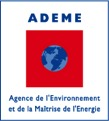 ADEME
Agence de l'Environnement
et de la Maîtrise de l'Energie